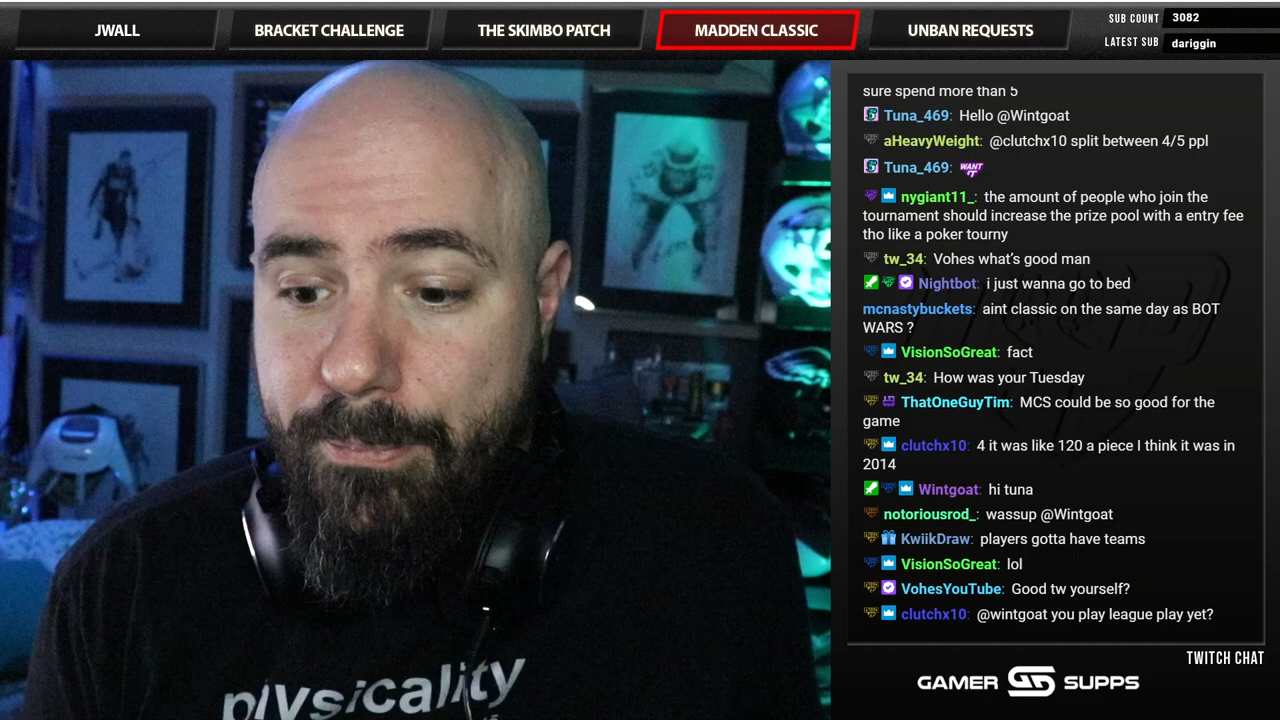 JWALL
BRACKET CHALLENGE
THE SKIMBO PATCH
MADDEN CLASSIC
UNBAN REQUESTS
SUB COUNT 3082
LATEST SUB dariggin
sure spend more than 5
Tuna_469: Hello @Wintgoat
aHeavyWeight: @clutchx10 split between 4/5 ppl
Tuna_469: WANT IT
nygiant11_: the amount of people who join the
tournament should increase the prize pool with a entry fee
tho like a poker tourny
tw_34: Vohes what's good man
Nightbot: i just wanna go to bed
mcnastybuckets: aint classic on the same day as BOT
WARS ?
VisionSoGreat: fact
tw_34: How was your Tuesday
ThatOneGuyTim: MCS could be so good for the
game
clutchx10: 4 it was like 120 a piece I think it was in
2014
Wintgoat: hi tuna
notoriousrod_: wassup @Wintgoat
KwiikDraw: players gotta have teams
VisionSoGreat: lol
VohesYouTube: Good tw yourself?
clutchx10: @wintgoat you play league play yet?
TWITCH CHAT
GAMER GG SUPPS
physicality